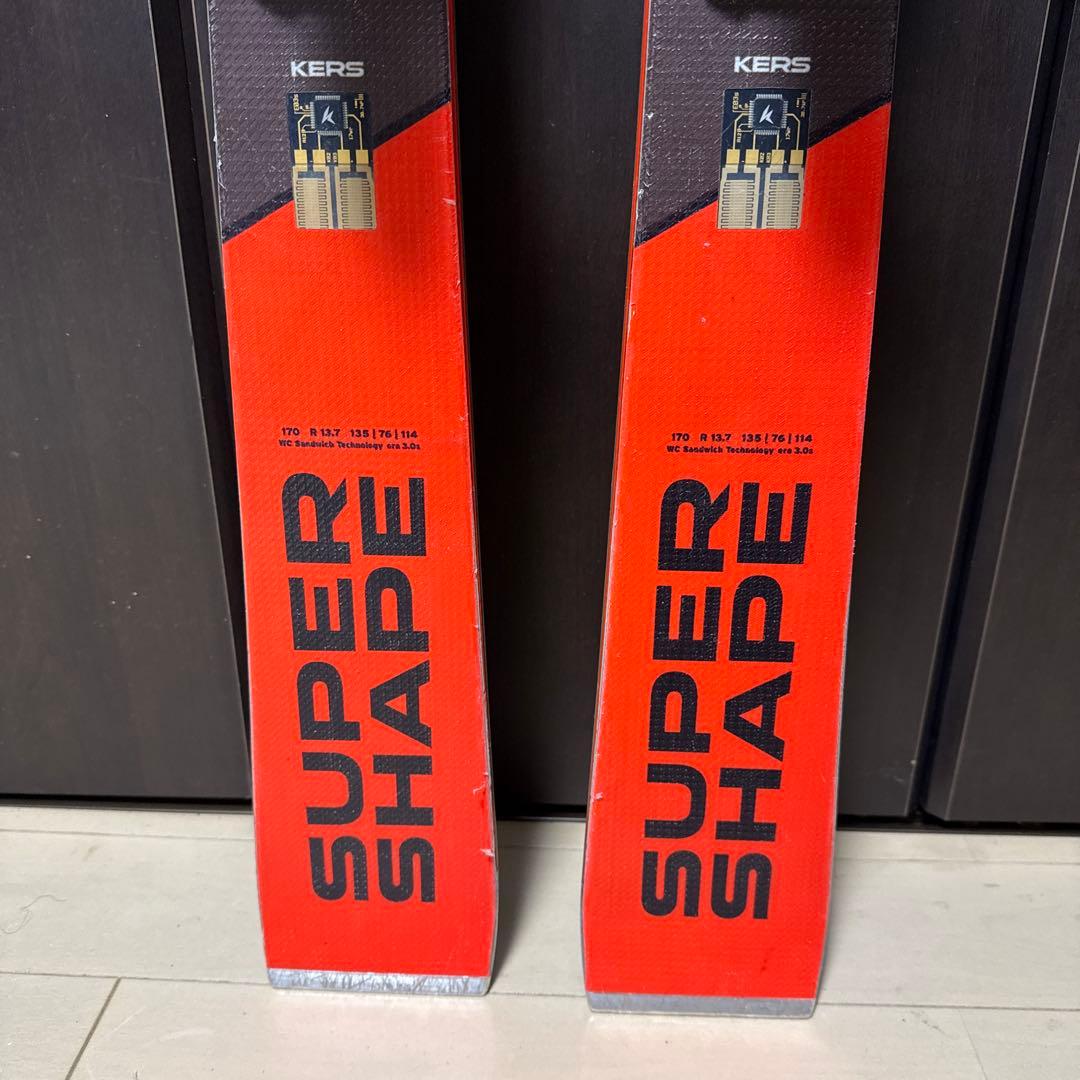 KERS
170 R 13.7 135 | 76 | 114
WC Sandwich Technology era 3.0s
SUPER
SHAPE
KERS
170 R 13.7 135 | 76 | 114
WC Sandwich Technology era 3.0s
SUPER
SHAPE